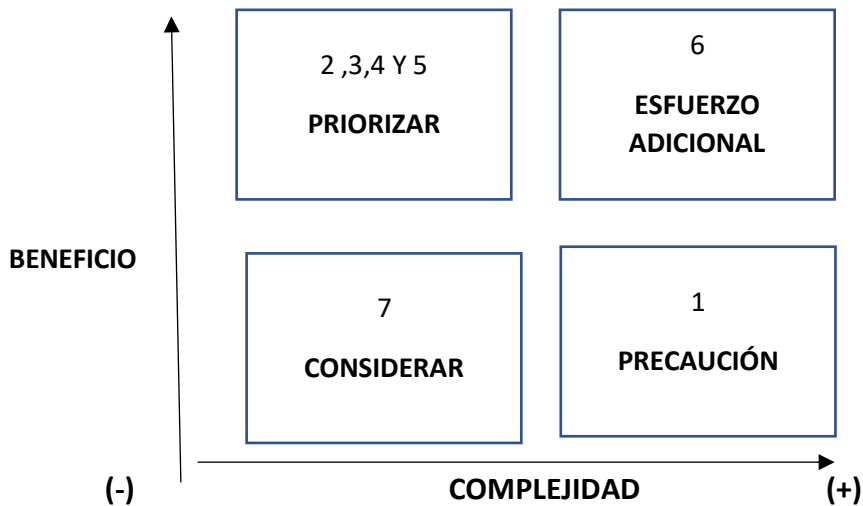 2 ,3,4 Y 5
PRIORIZAR
6
ESFUERZO
ADICIONAL
BENEFICIO
7
CONSIDERAR
1
PRECAUCIÓN
(-)
COMPLEJIDAD
(+)